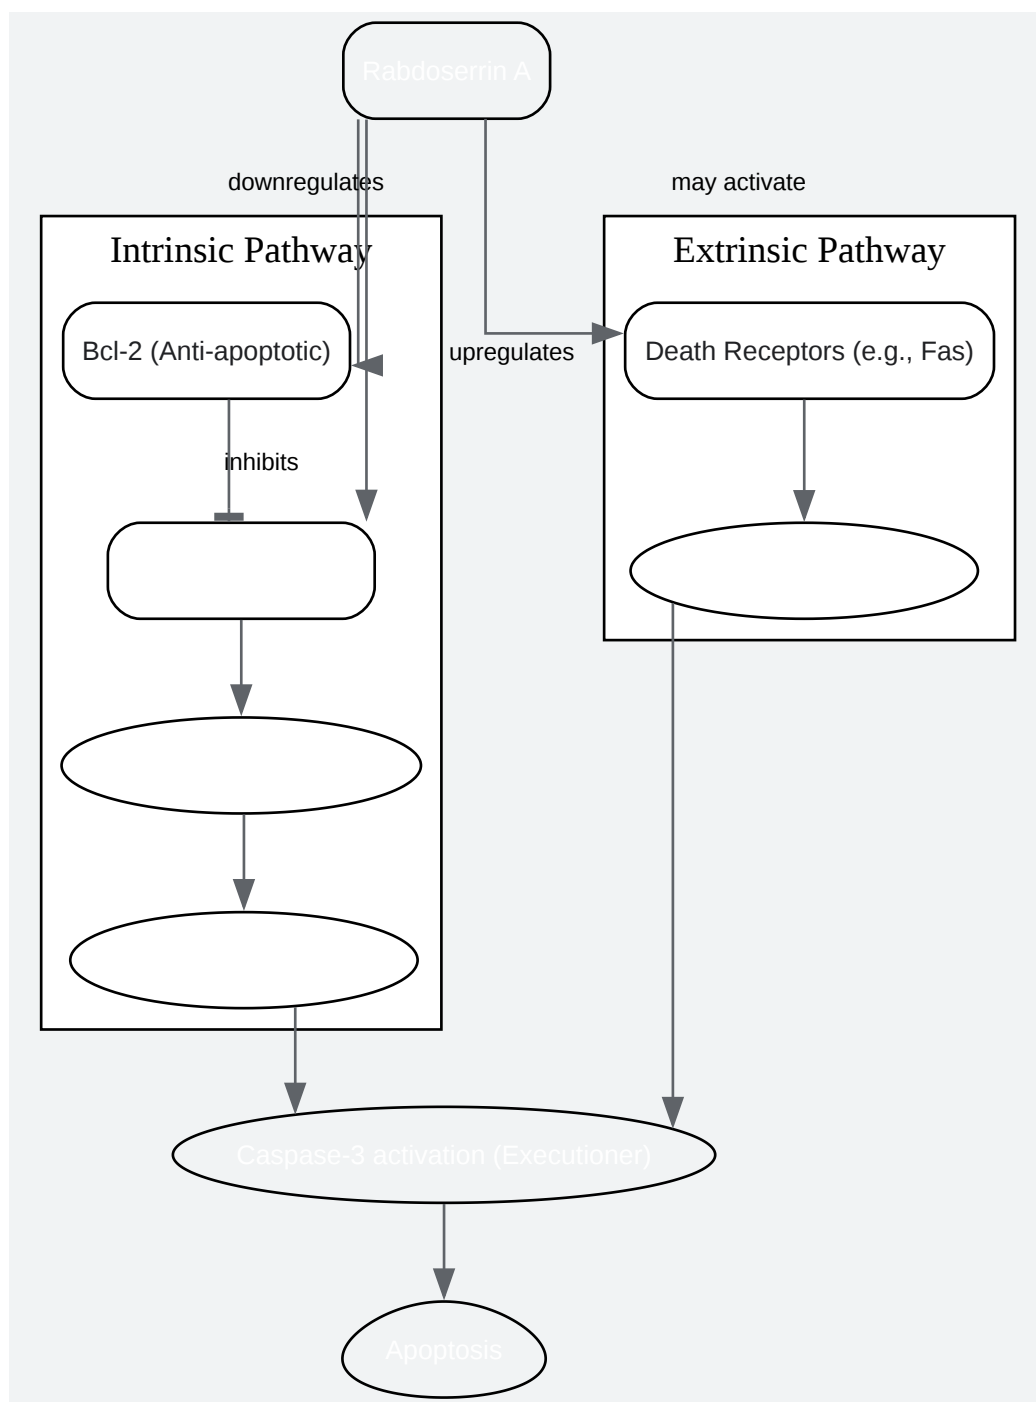 Rabdoserrin A
downregulates
may activate
Intrinsic Pathway
Extrinsic Pathway
Bcl-2 (Anti-apoptotic)
upregulates
Death Receptors (e.g., Fas)
inhibits
Caspase-3 activation (Executioner)
Apoptosis